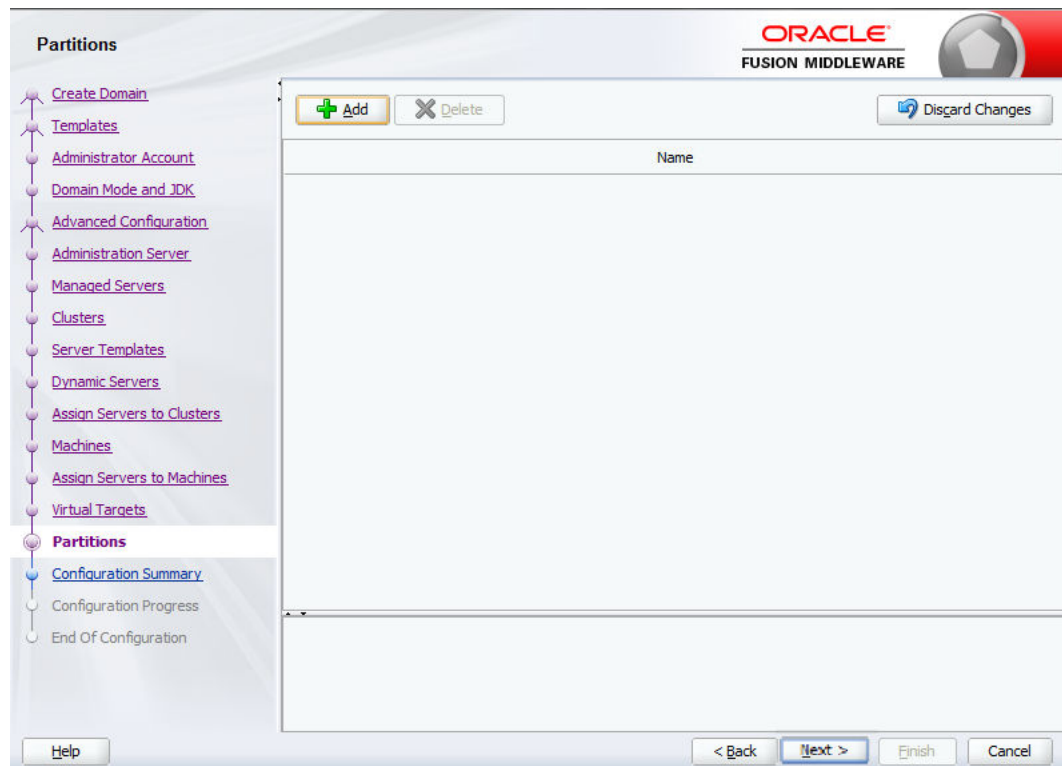 Partitions
ORACLE
FUSION MIDDLEWARE
Create Domain
Templates
Administrator Account
Domain Mode and JDK
Advanced Configuration
Administration Server
Managed Servers
Clusters
Server Templates
Dynamic Servers
Assign Servers to Clusters
Machines
Assign Servers to Machines
Virtual Targets
Partitions
Configuration Summary
Configuration Progress
End Of Configuration
Add
Delete
Discard Changes
Name
Help
< Back
Next >
Finish
Cancel